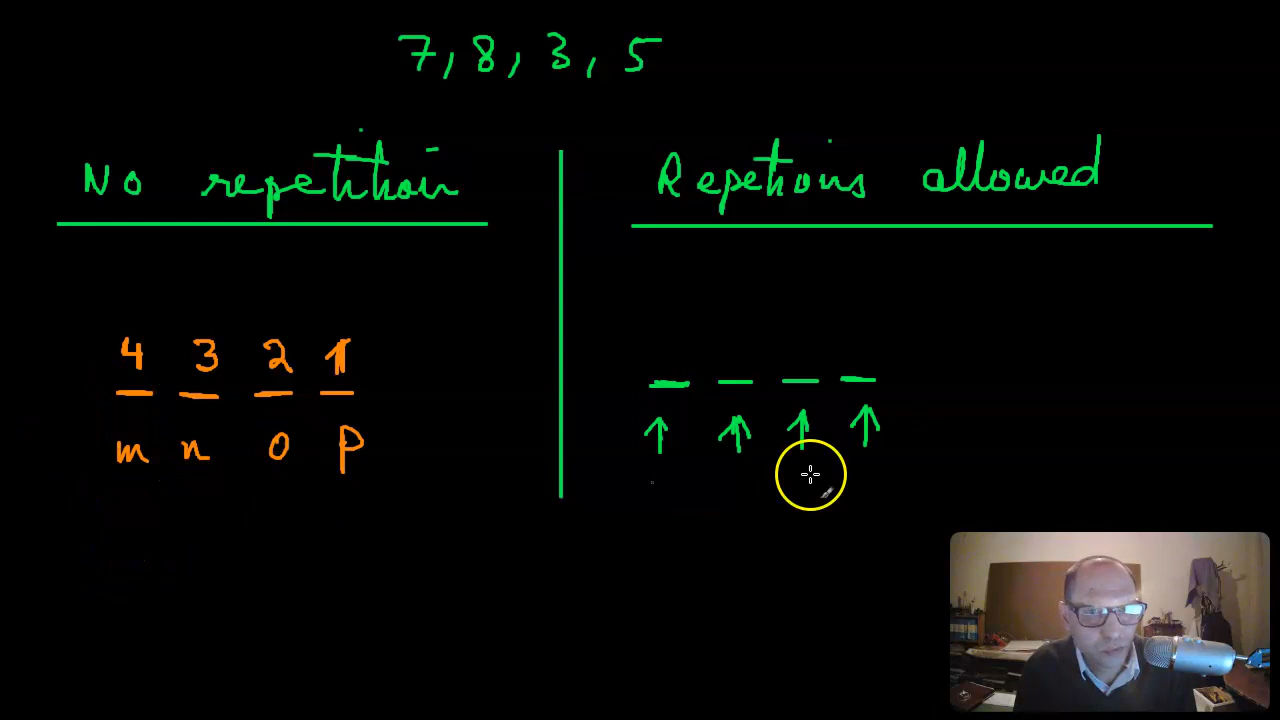 7, 8, 3, 5
No repetition
Repetions allowed
4 3 2 1
m n o p